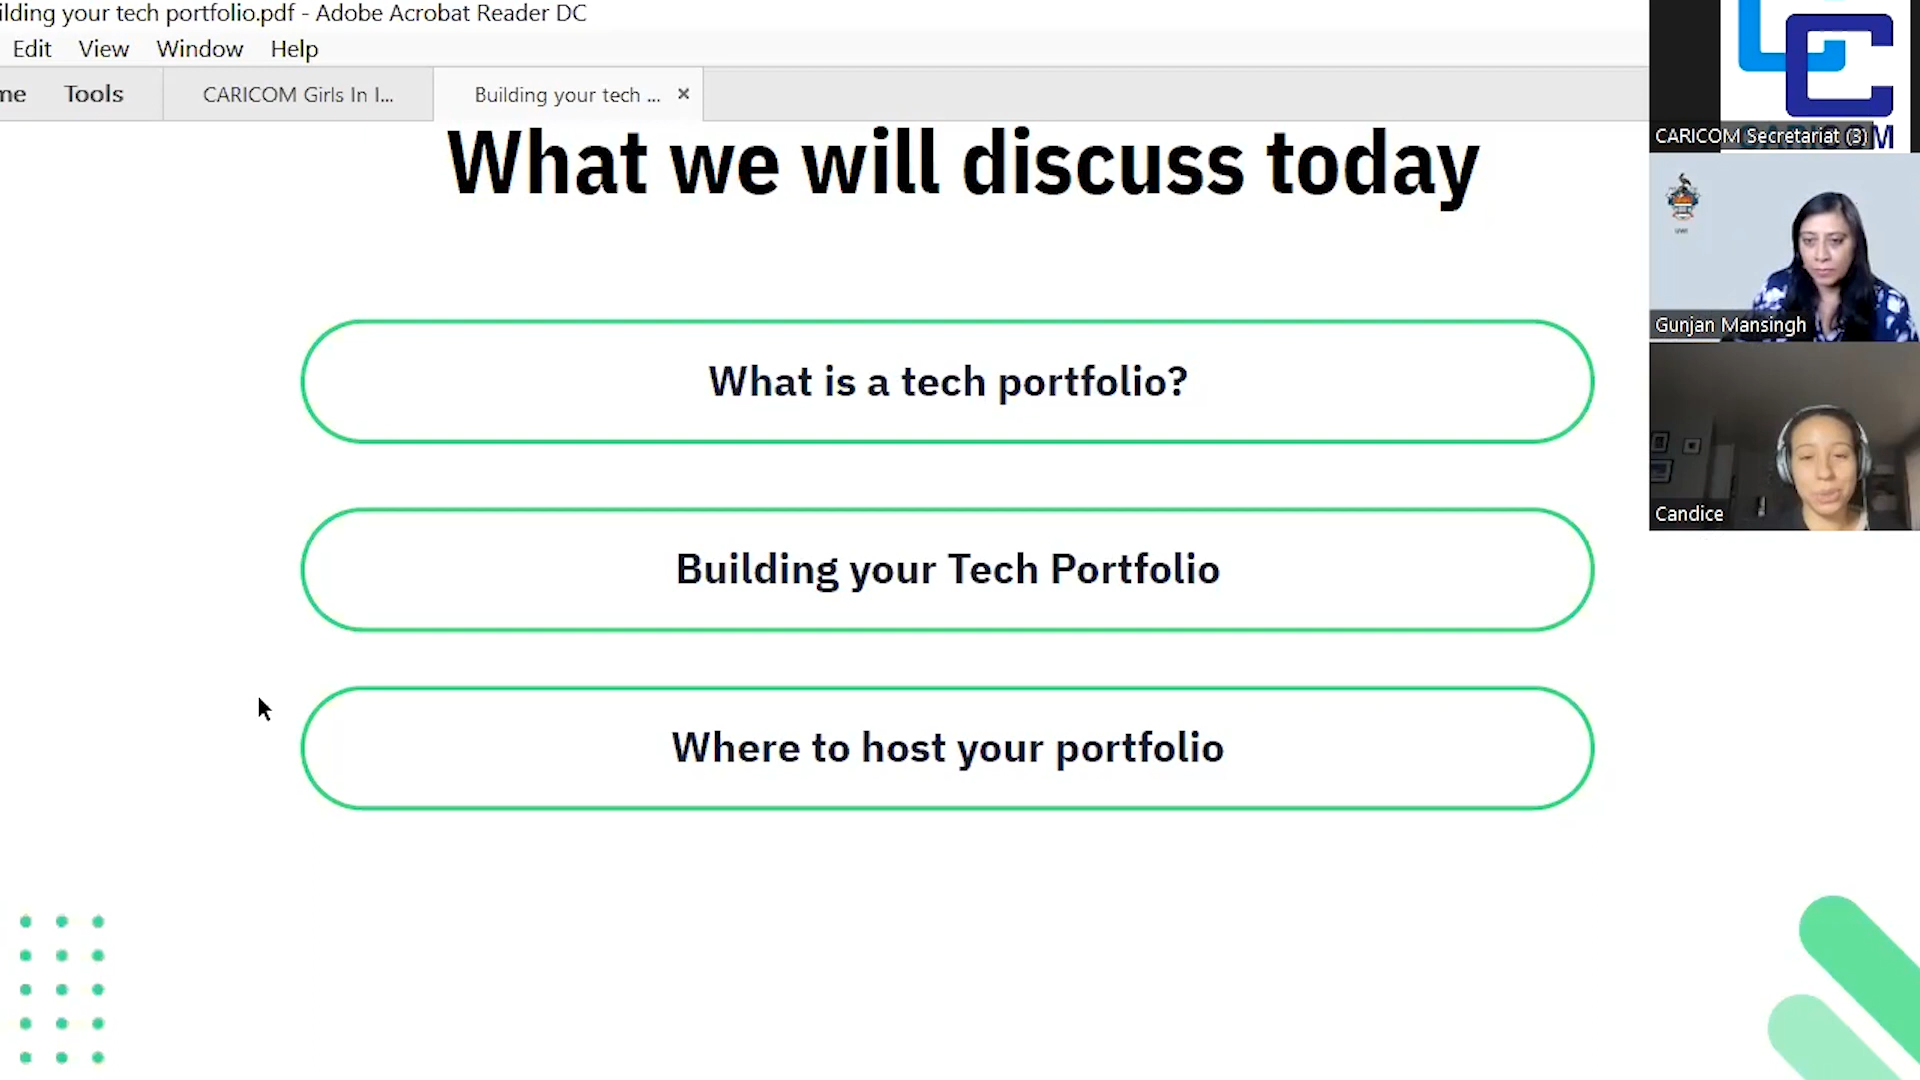 ilding your tech portfolio.pdf - Adobe Acrobat Reader DC
Edit View Window Help
me Tools CARICOM Girls In I... Building your tech ... ×
What we will discuss today
What is a tech portfolio?
Building your Tech Portfolio
Where to host your portfolio
CARICOM Secretariat (3)
Gunjan Mansingh
Candice